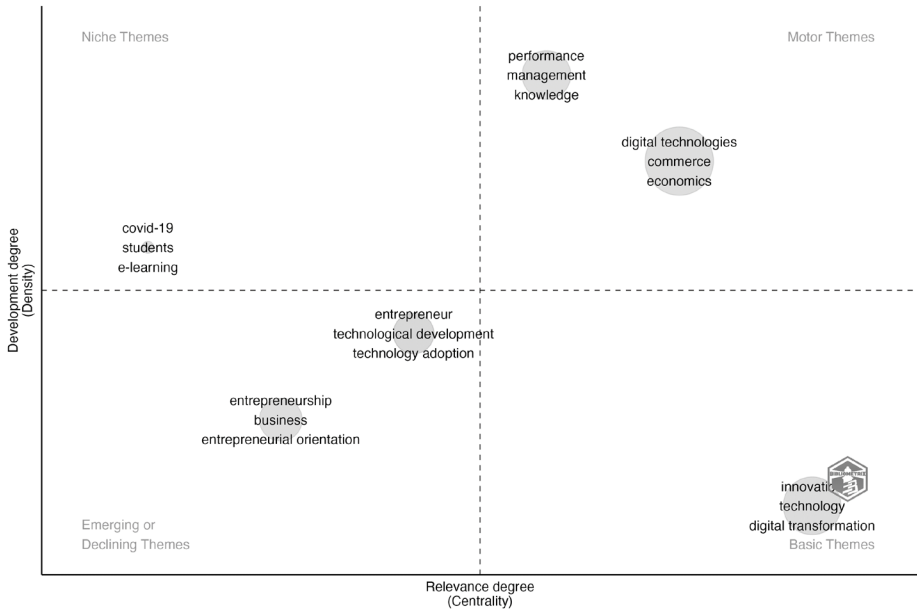 Niche Themes
Motor Themes
performance
management
knowledge
digital technologies
commerce
economics
covid-19
students
e-learning
Development degree
(Density)
entrepreneur
technological development
technology adoption
entrepreneurship
business
entrepreneurial orientation
BIBLIOMETRIX
technology
digital transformation
Emerging or
Declining Themes
Basic Themes
Relevance degree
(Centrality)